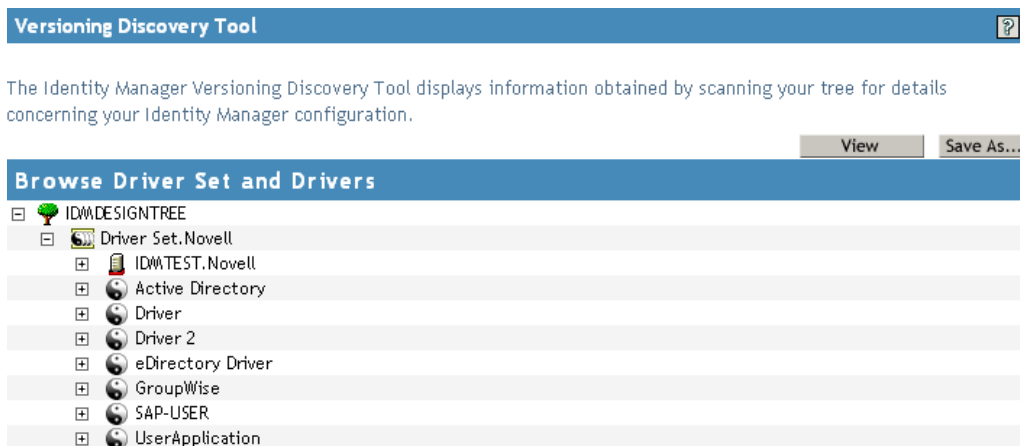 Versioning Discovery Tool
?
The Identity Manager Versioning Discovery Tool displays information obtained by scanning your tree for details
concerning your Identity Manager configuration.
View Save As...
Browse Driver Set and Drivers
IDMDESIGNTREE
Driver Set.Novell
IDMTEST.Novell
Active Directory
Driver
Driver 2
eDirectory Driver
GroupWise
SAP-USER
UserApplication